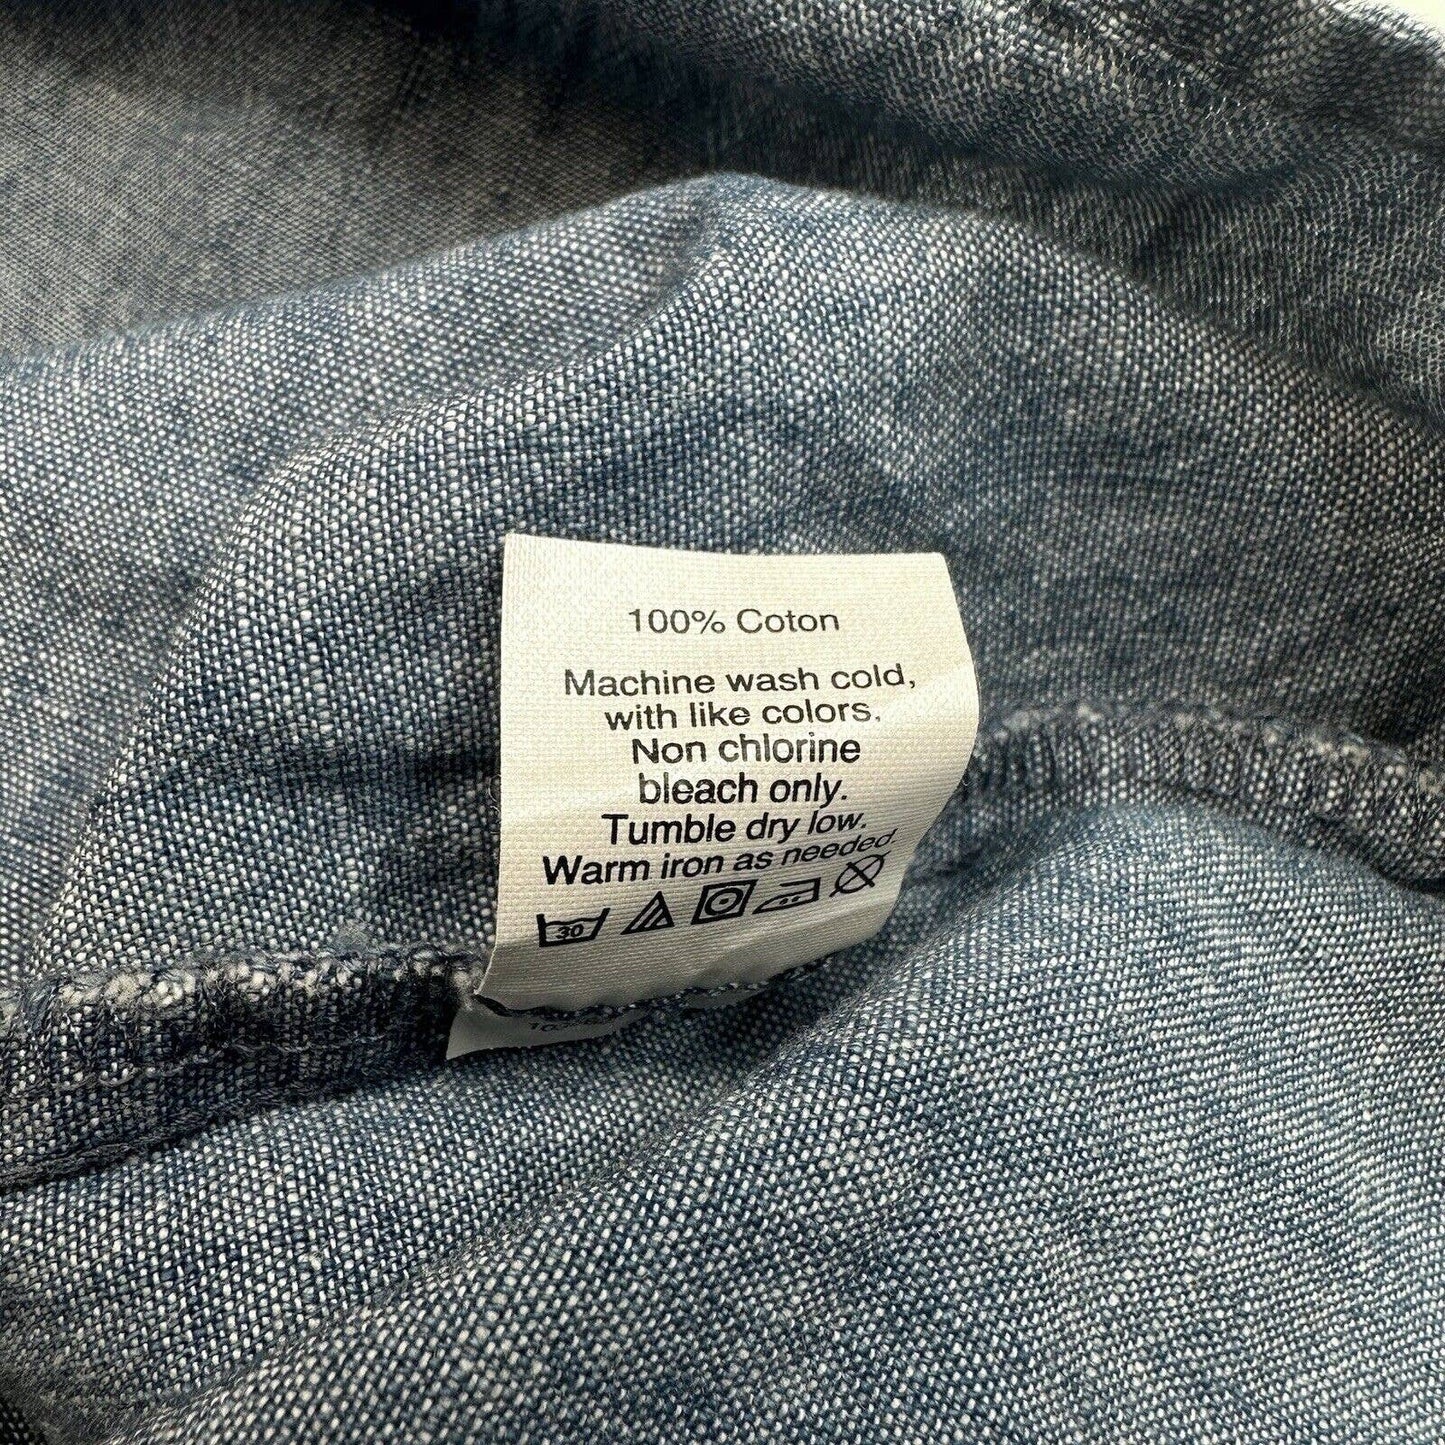 100% Coton
Machine wash cold,
with like colors.
Non chlorine
bleach only.
Tumble dry low.
Warm iron as needed.
30